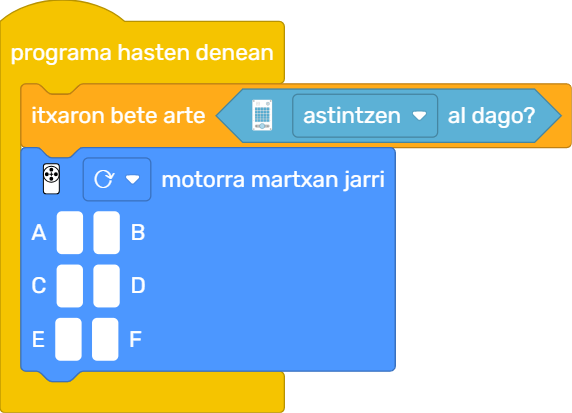 programa hasten denean
itxaron bete arte astintzen al dago?
motorra martxan jarri
A B
C D
E F